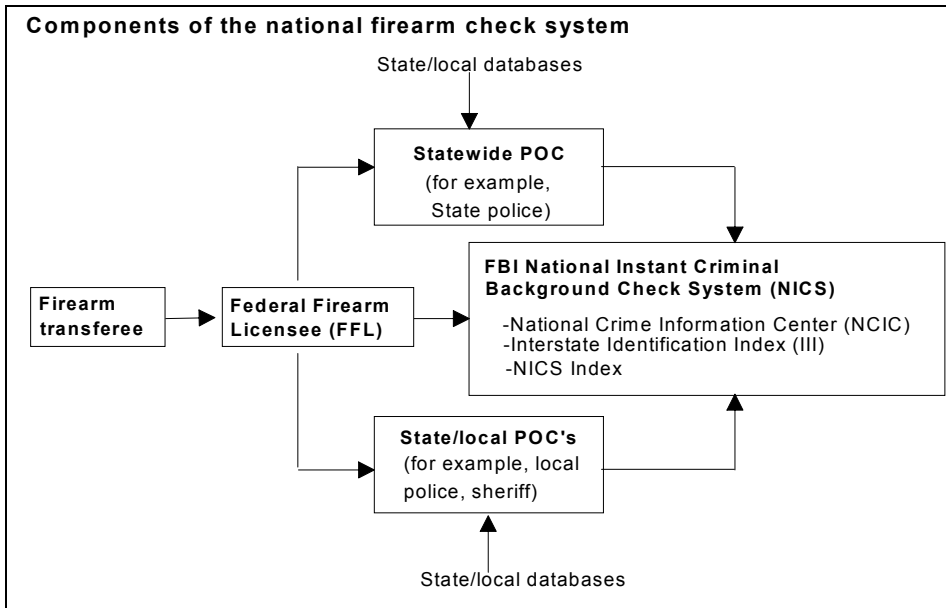 Components of the national firearm check system
State/local databases
Statewide POC
(for example,
State police)
FBI National Instant Criminal
Background Check System (NICS)
-National Crime Information Center (NCIC)
-Interstate Identification Index (III)
-NICS Index
Firearm
transferee
Federal Firearm
Licensee (FFL)
State/local POC's
(for example, local
police, sheriff)
State/local databases